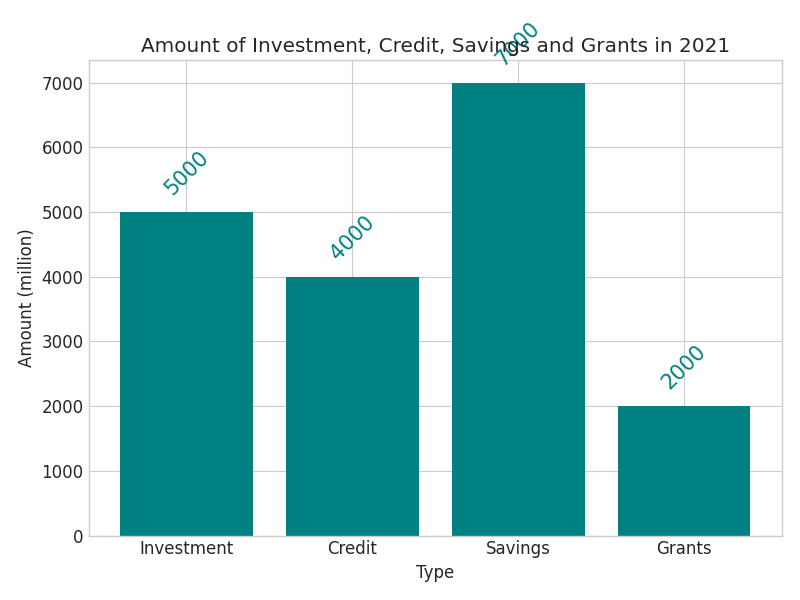 Amount of Investment, Credit, Savings and Grants in 2021
7000
7000
6000
5000
5000
4000
4000
3000
2000
2000
1000
0
Amount (million)
Investment
Credit
Savings
Grants
Type